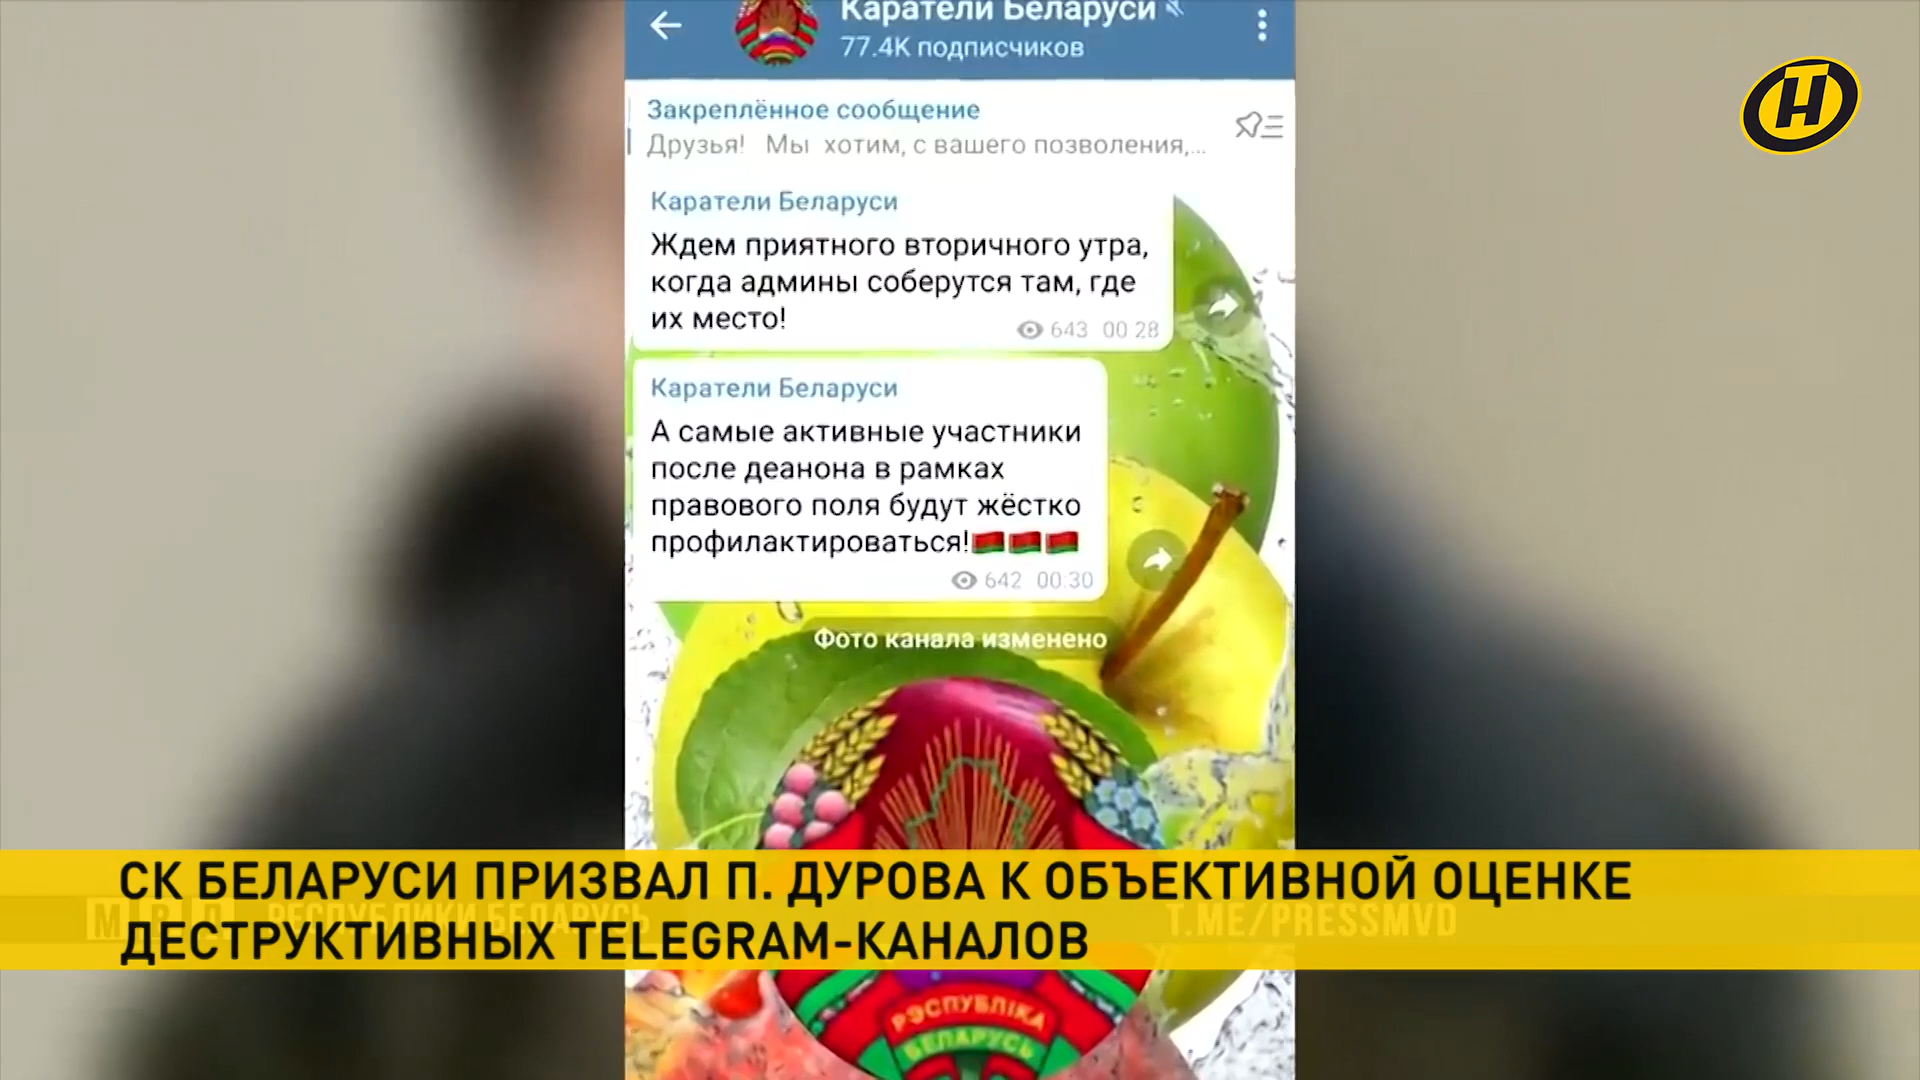 Каратели Беларуси
77.4K подписчиков
Закреплённое сообщение
Друзья! Мы хотим, с вашего позволения,...
Каратели Беларуси
Ждем приятного вторичного утра,
когда админы соберутся там, где
их место!
643 00:28
Каратели Беларуси
А самые активные участники
после деанона в рамках
правового поля будут жёстко
профилактироваться!
642 00:30
Фото канала изменено
СК БЕЛАРУСИ ПРИЗВАЛ П. ДУРОВА К ОБЪЕКТИВНОЙ ОЦЕНКЕ
ДЕСТРУКТИВНЫХ TELEGRAM-КАНАЛОВ
МВД РЕСПУБЛИКИ БЕЛАРУСЬ
T.ME/PRESSMVD
РЭСПУБЛІКА
БЕЛАРУСЬ